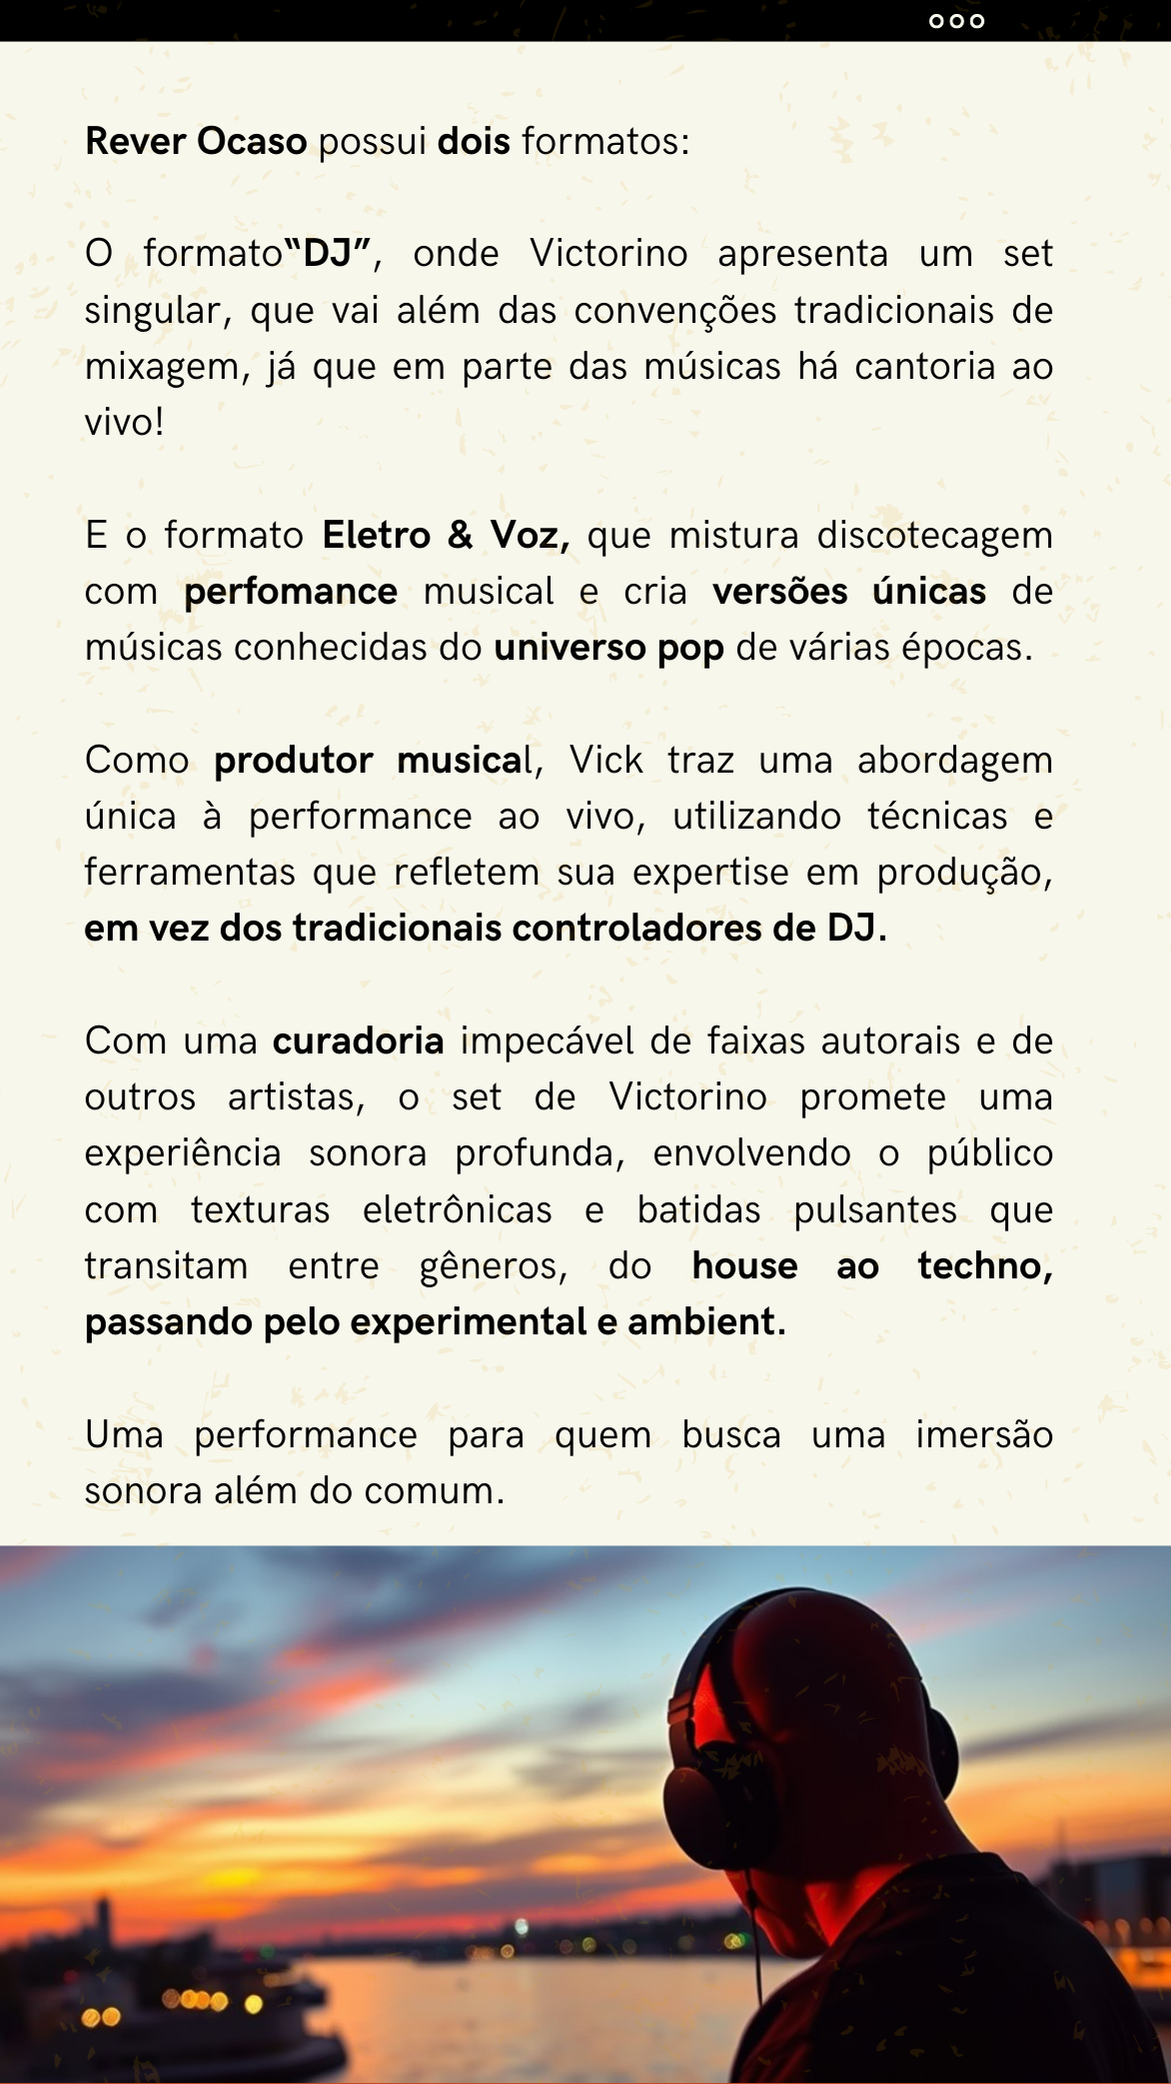 Rever Ocaso possui dois formatos:
O formato“DJ”, onde Victorino apresenta um set
singular, que vai além das convenções tradicionais de
mixagem, já que em parte das músicas há cantoria ao
vivo!
E o formato Eletro & Voz, que mistura discotecagem
com perfomance musical e cria versões únicas de
músicas conhecidas do universo pop de várias épocas.
Como produtor musical, Vick traz uma abordagem
única à performance ao vivo, utilizando técnicas e
ferramentas que refletem sua expertise em produção,
em vez dos tradicionais controladores de DJ.
Com uma curadoria impecável de faixas autorais e de
outros artistas, o set de Victorino promete uma
experiência sonora profunda, envolvendo o público
com texturas eletrônicas e batidas pulsantes que
transitam entre gêneros, do house ao techno,
passando pelo experimental e ambient.
Uma performance para quem busca uma imersão
sonora além do comum.